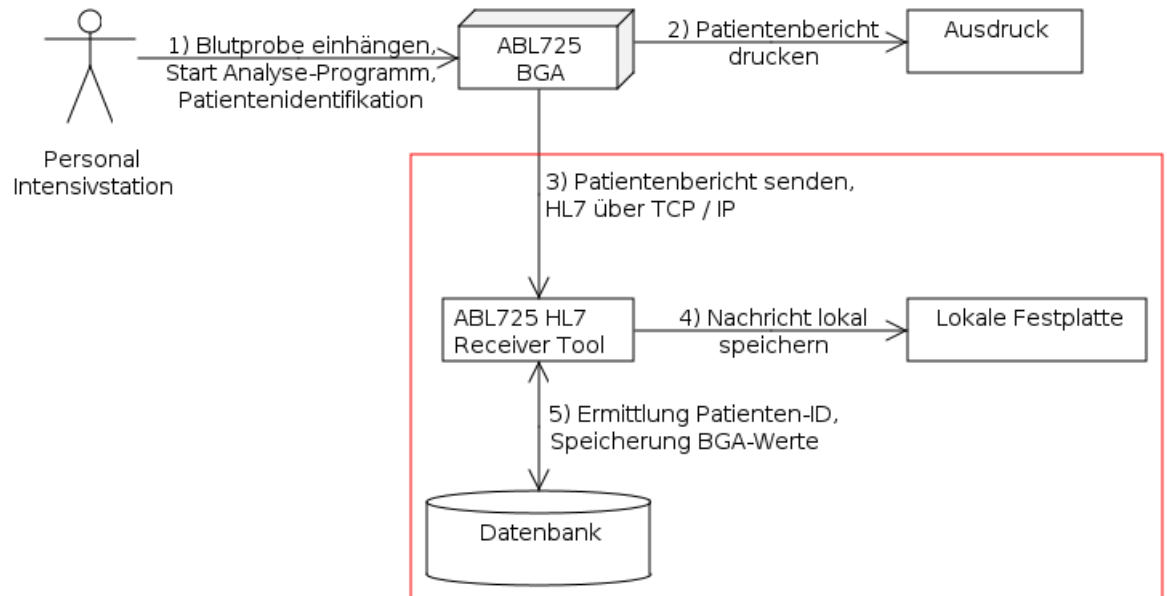 1) Blutprobe einhängen,
Start Analyse-Programm,
Patientenidentifikation
ABL725
BGA
2) Patientenbericht
drucken
Ausdruck
Personal
Intensivstation
3) Patientenbericht senden,
HL7 über TCP / IP
ABL725 HL7
Receiver Tool
4) Nachricht lokal
speichern
Lokale Festplatte
5) Ermittlung Patienten-ID,
Speicherung BGA-Werte
Datenbank